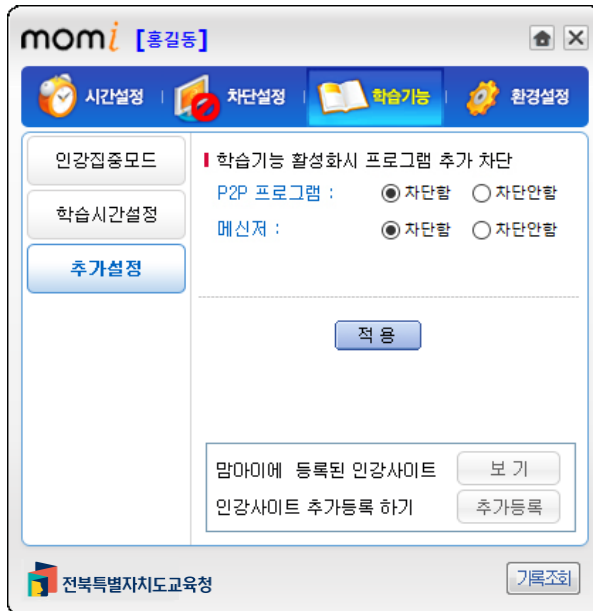 momi [홍길동]
시간설정 차단설정 학습기능 환경설정
인강집중모드
학습시간설정
추가설정
학습기능 활성화시 프로그램 추가 차단
P2P 프로그램 : 차단함 차단안함
메신저 : 차단함 차단안함
적 용
맘아이에 등록된 인강사이트 보 기
인강사이트 추가등록 하기 추가등록
전북특별자치도교육청 기록조회